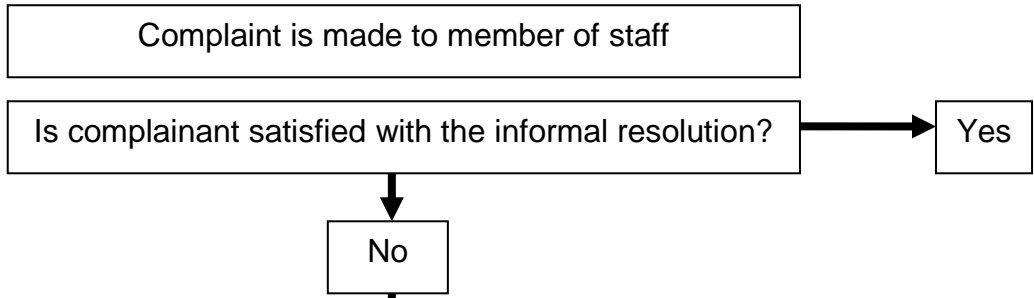 Complaint is made to member of staff
Is complainant satisfied with the informal resolution?
Yes
No